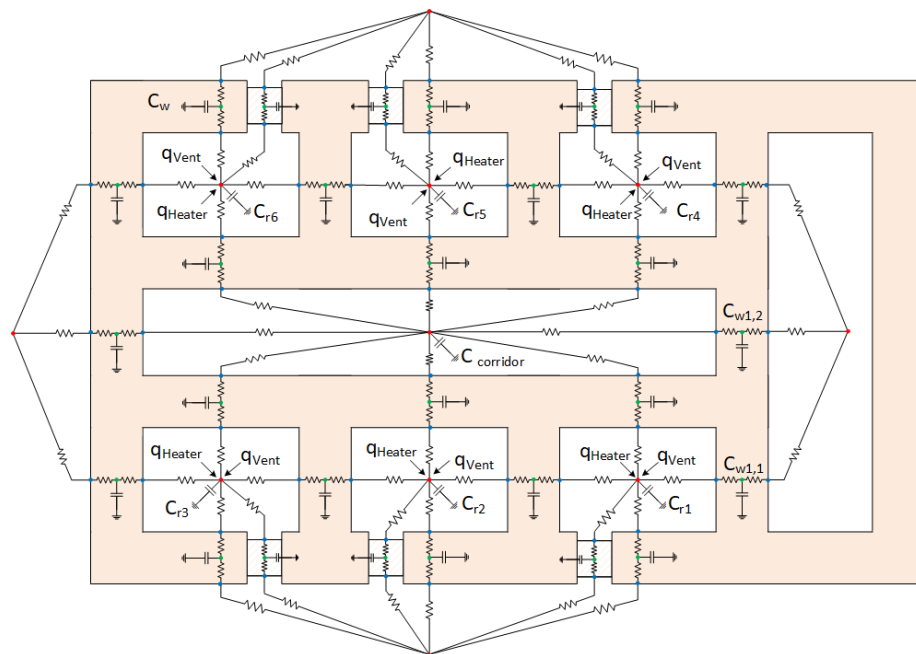 C_w
q_Vent
q_Heater
C_r6
q_Heater
q_Vent
C_r5
q_Vent
q_Heater
C_r4
C_w1,2
C_corridor
q_Heater
q_Vent
C_r3
q_Heater
q_Vent
C_r2
q_Heater
q_Vent
C_r1
C_w1,1